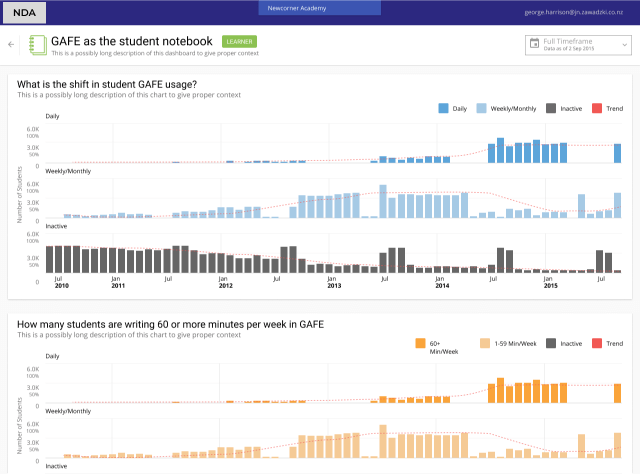 NDA
Newcorner Academy
george.harrison@jn.zawadzki.co.nz
GAFE as the student notebook
LEARNER
This is a possibly long description of this dashboard to give proper context
Full Timeframe
Data as of 2 Sep 2015
What is the shift in student GAFE usage?
This is a possibly long description of this chart to give proper context
Daily
Weekly/Monthly
Inactive
Trend
Number of Students
Daily
6.0K
100%
3.0K
50%
0
Weekly/Monthly
6.0K
100%
3.0K
50%
0
Inactive
6.0K
100%
3.0K
50%
0
Jul
2010
Jan
2011
Jul
Jan
2012
Jul
Jan
2013
Jul
Jan
2014
Jul
Jan
2015
Jul
How many students are writing 60 or more minutes per week in GAFE
This is a possibly long description of this chart to give proper context
60+
Min/Week
1-59 Min/Week
Inactive
Trend
Number of Students
Daily
6.0K
100%
3.0K
50%
0
Weekly/Monthly
6.0K
100%
3.0K
50%
0
Inactive